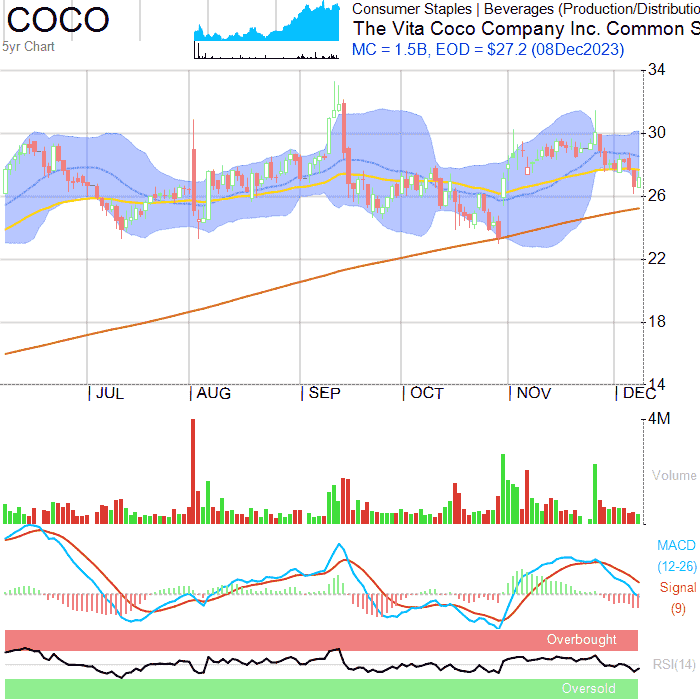 COCO
5yr Chart
Consumer Staples | Beverages (Production/Distributio
The Vita Coco Company Inc. Common S
MC = 1.5B, EOD = $27.2 (08Dec2023)
34
30
26
22
18
14
JUL AUG SEP OCT NOV DEC
4M
Volume
MACD
(12-26)
Signal
(9)
Overbought
RSI(14)
Oversold